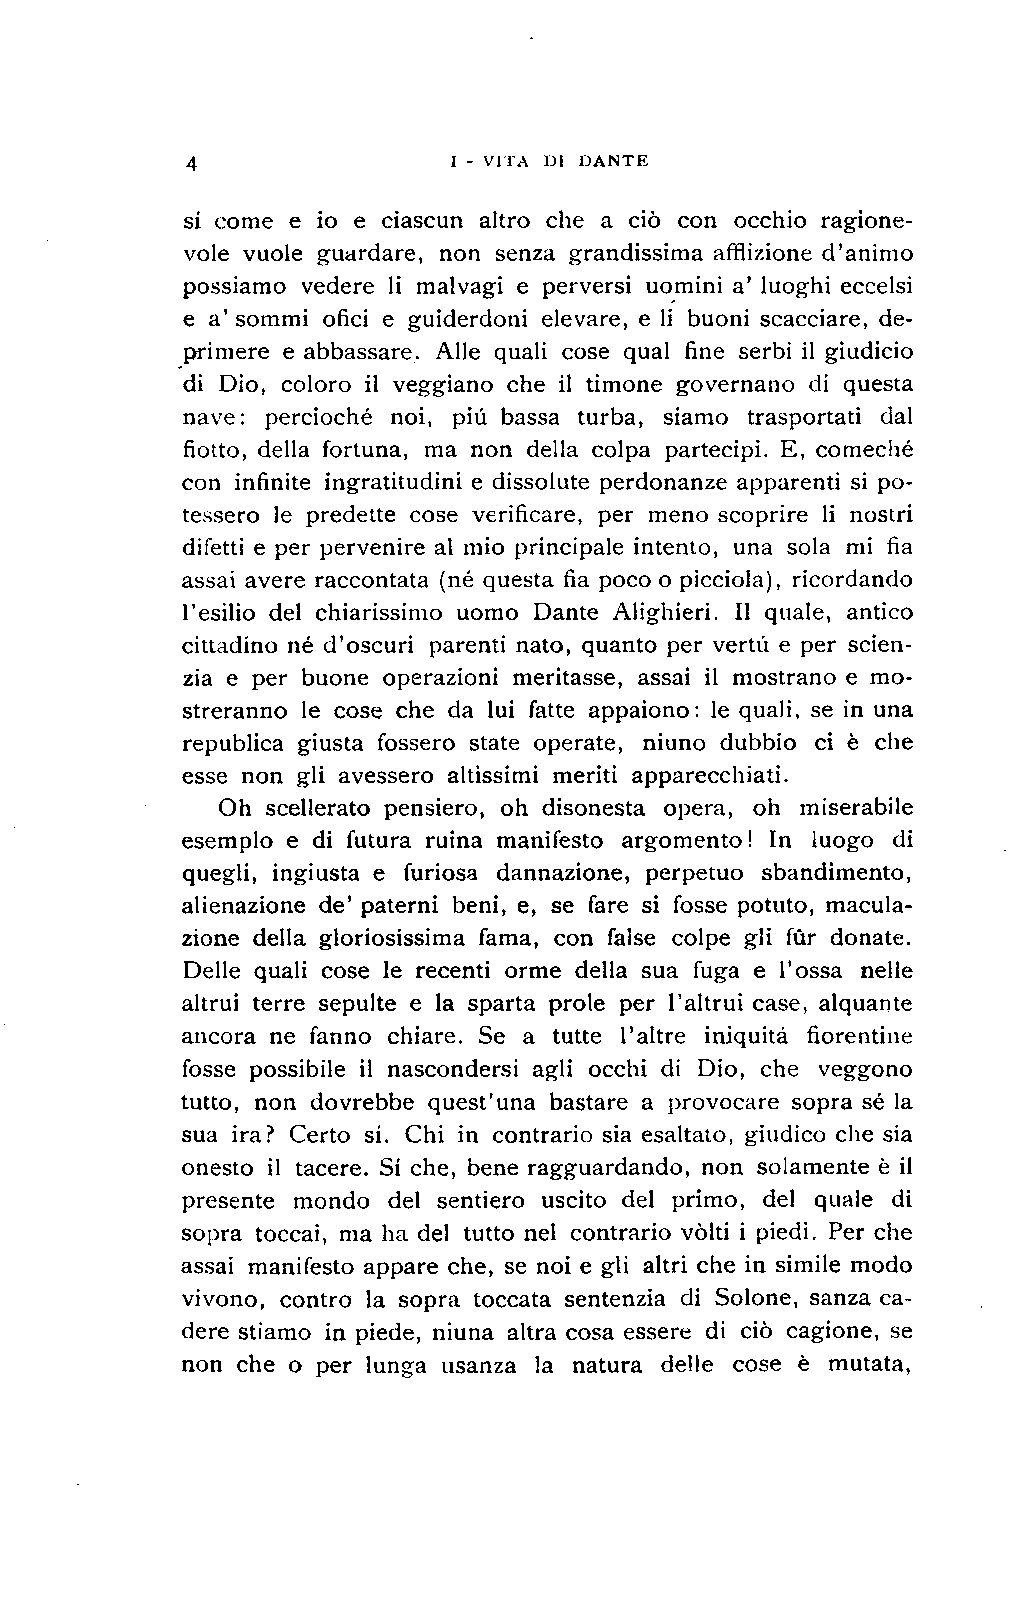 4 I - VITA DI DANTE
sí come e io e ciascun altro che a ciò con occhio ragione-
vole vuole guardare, non senza grandissima afflizione d'animo
possiamo vedere li malvagi e perversi uomini a' luoghi eccelsi
e a' sommi ofici e guiderdoni elevare, e li buoni scacciare, de-
primere e abbassare. Alle quali cose qual fine serbi il giudicio
di Dio, coloro il veggiano che il timone governano di questa
nave: percioché noi, piú bassa turba, siamo trasportati dal
fiotto, della fortuna, ma non della colpa partecipi. E, comeché
con infinite ingratitudini e dissolute perdonanze apparenti si po-
tessero le predette cose verificare, per meno scoprire li nostri
difetti e per pervenire al mio principale intento, una sola mi fia
assai avere raccontata (né questa fia poco o picciola), ricordando
l'esilio del chiarissimo uomo Dante Alighieri. Il quale, antico
cittadino né d'oscuri parenti nato, quanto per vertú e per scien-
zia e per buone operazioni meritasse, assai il mostrano e mo-
streranno le cose che da lui fatte appaiono: le quali, se in una
republica giusta fossero state operate, niuno dubbio ci è che
esse non gli avessero altissimi meriti apparecchiati.
Oh scellerato pensiero, oh disonesta opera, oh miserabile
esemplo e di futura ruina manifesto argomento! In luogo di
quegli, ingiusta e furiosa dannazione, perpetuo sbandimento,
alienazione de' paterni beni, e, se fare si fosse potuto, macula-
zione della gloriosissima fama, con false colpe gli fûr donate.
Delle quali cose le recenti orme della sua fuga e l'ossa nelle
altrui terre sepulte e la sparta prole per l'altrui case, alquante
ancora ne fanno chiare. Se a tutte l'altre iniquitá fiorentine
fosse possibile il nascondersi agli occhi di Dio, che veggono
tutto, non dovrebbe quest'una bastare a provocare sopra sé la
sua ira? Certo sí. Chi in contrario sia esaltato, giudico che sia
onesto il tacere. Sí che, bene ragguardando, non solamente è il
presente mondo del sentiero uscito del primo, del quale di
sopra toccai, ma ha del tutto nel contrario vòlti i piedi. Per che
assai manifesto appare che, se noi e gli altri che in simile modo
vivono, contro la sopra toccata sentenzia di Solone, sanza ca-
dere stiamo in piede, niuna altra cosa essere di ciò cagione, se
non che o per lunga usanza la natura delle cose è mutata,